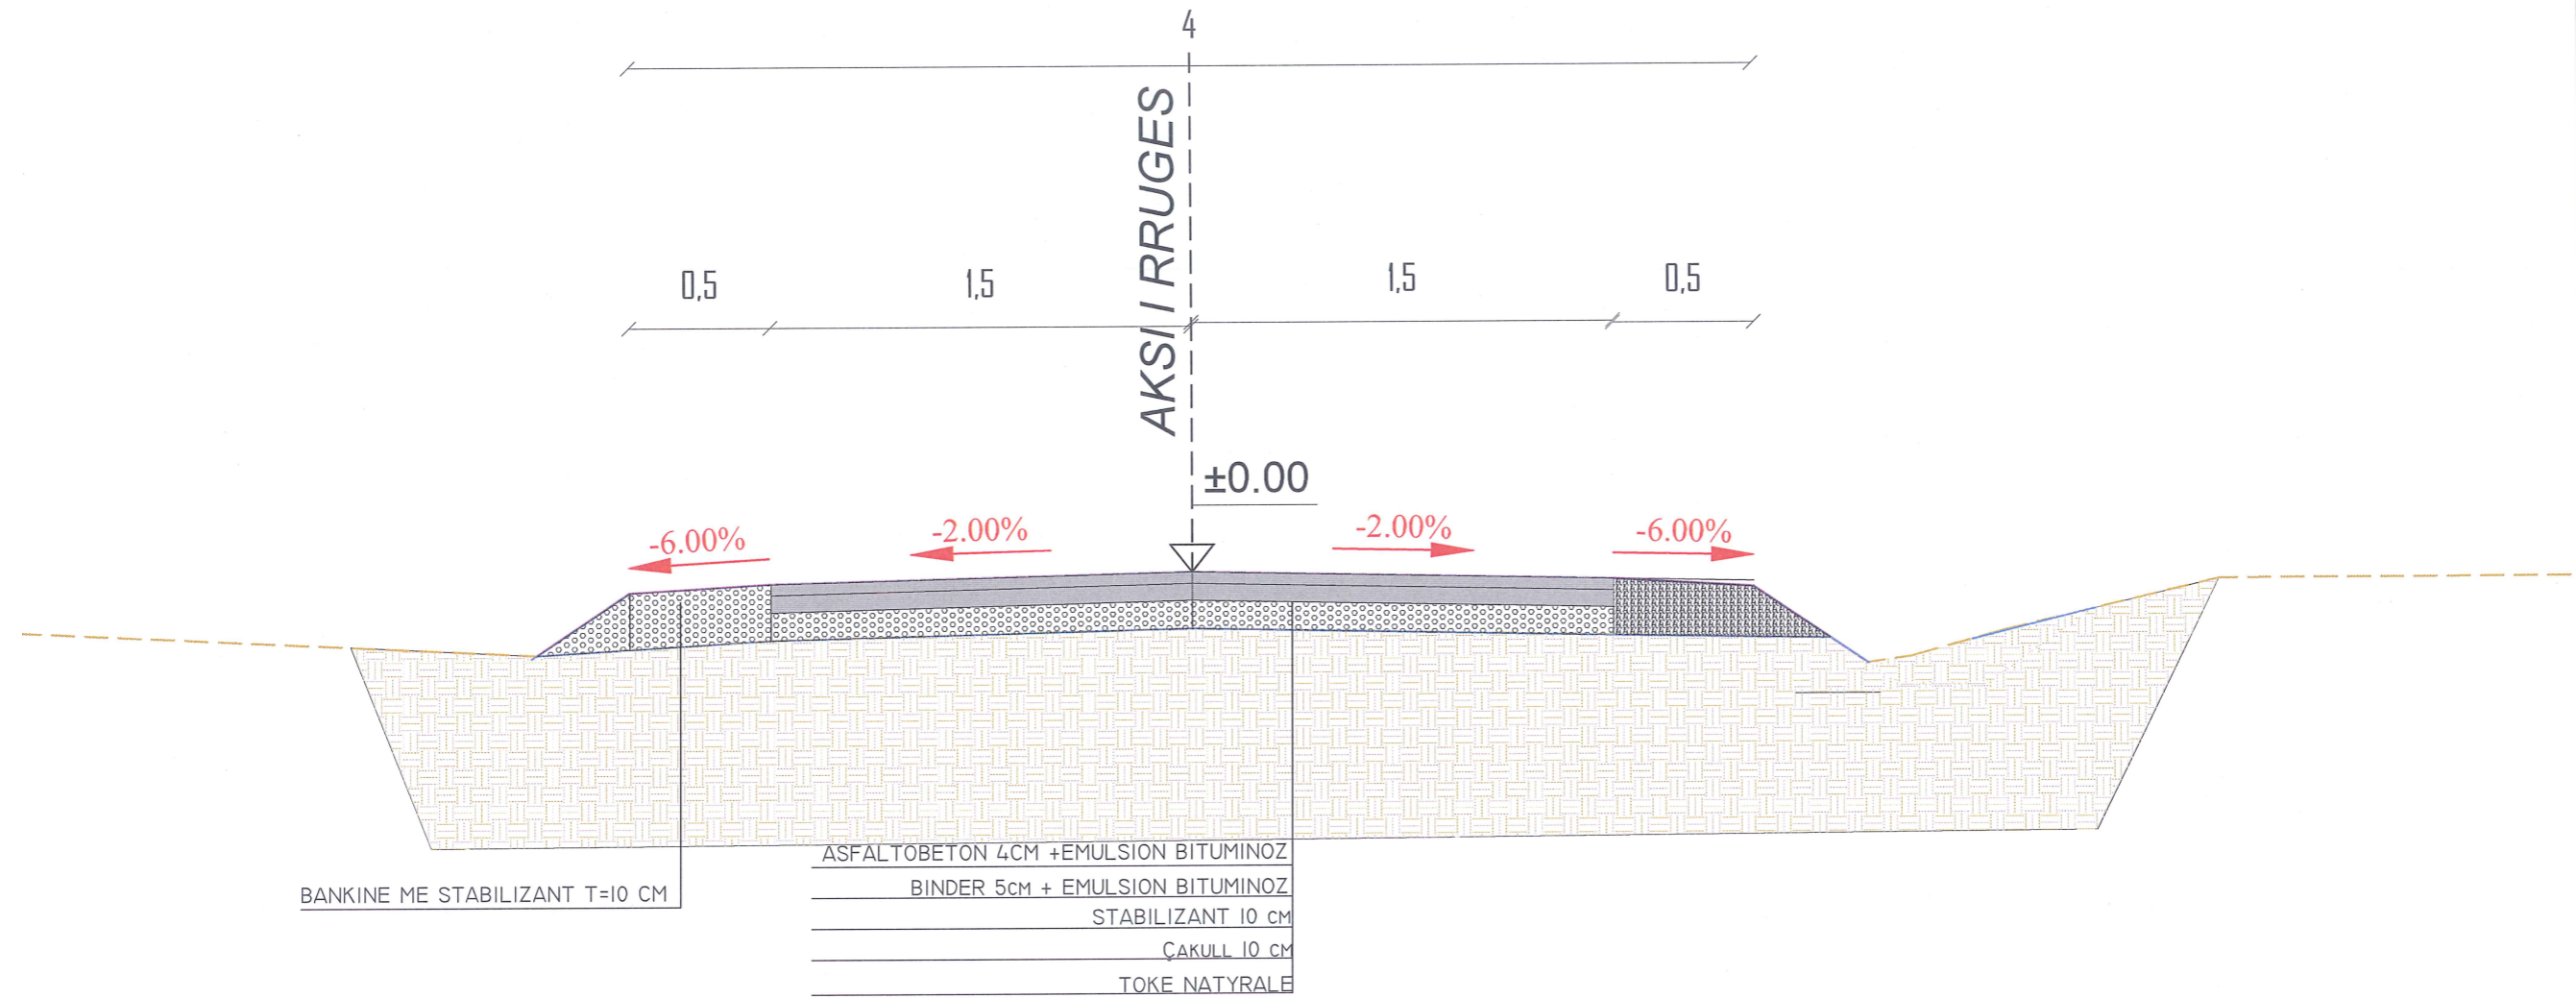 4
AKSI I RRUGES
0,5
1,5
1,5
0,5
±0.00
-6.00%
-2.00%
-2.00%
-6.00%
ASFALTOBETON 4CM +EMULSION BITUMINOZ
BINDER 5CM + EMULSION BITUMINOZ
BANKINE ME STABILIZANT T=10 CM
STABILIZANT 10 CM
ÇAKULL 10 CM
TOKE NATYRALE